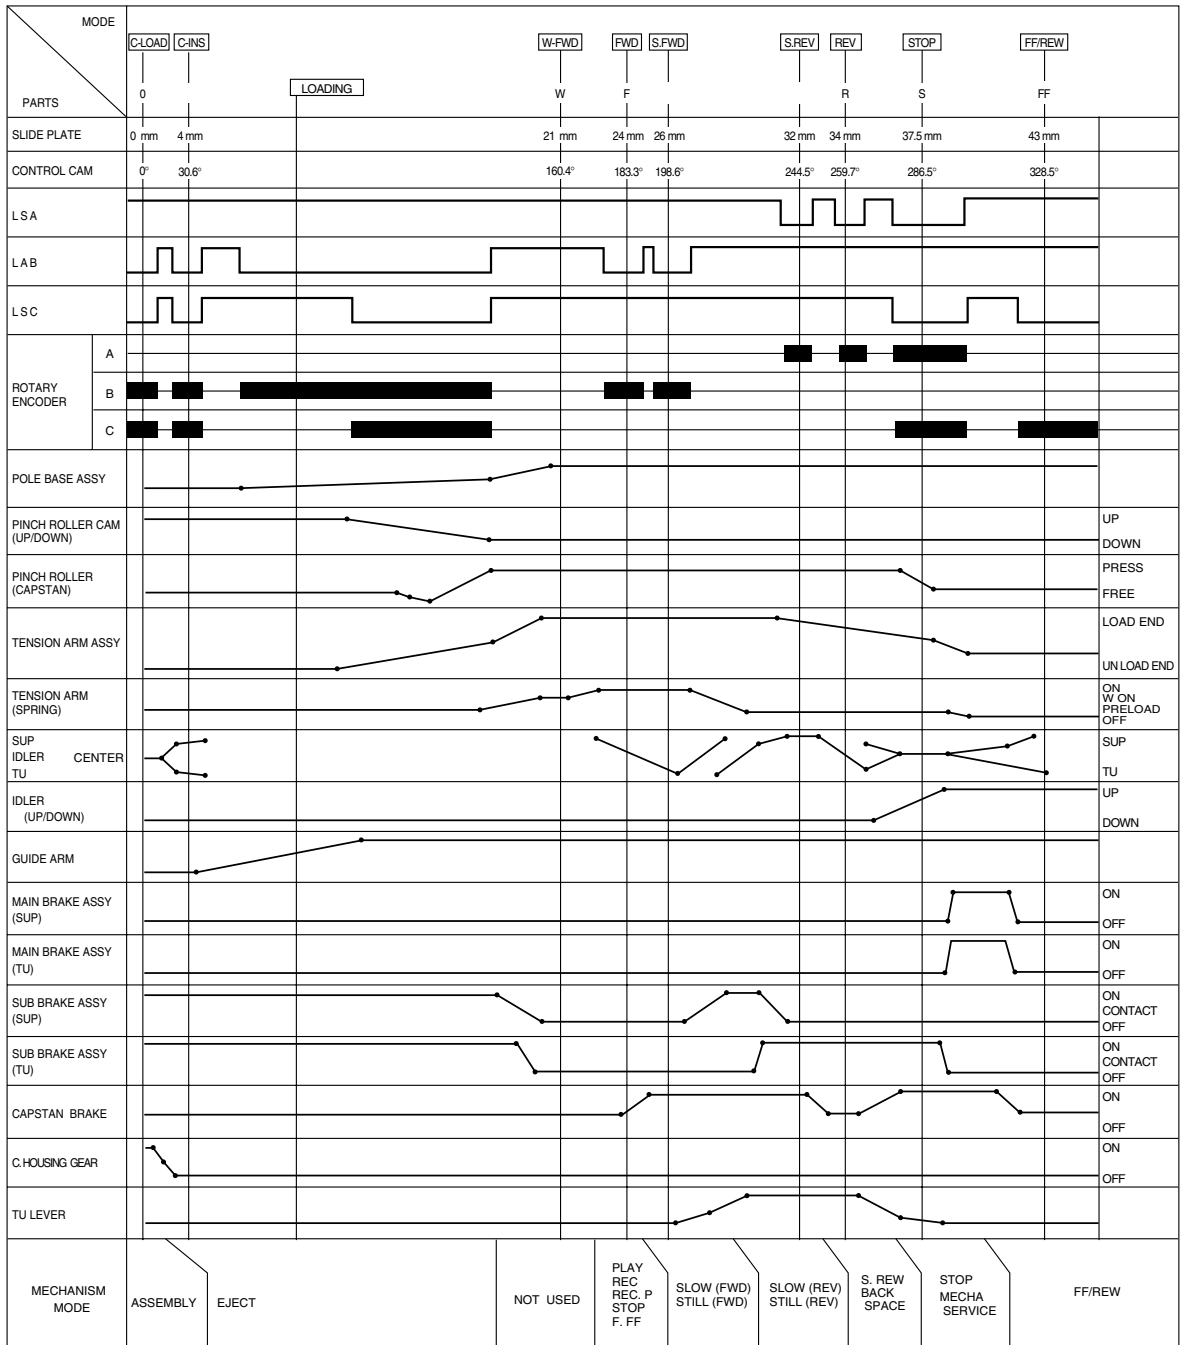 MODE
C-LOAD C-INS W-FWD FWD S.FWD S.REV REV STOP FF/REW
LOADING
PARTS 0 W F R S FF
SLIDE PLATE 0 mm 4 mm 21 mm 24 mm 26 mm 32 mm 34 mm 37.5 mm 43 mm
CONTROL CAM 0° 30.6° 160.4° 183.3° 198.6° 244.5° 259.7° 286.5° 328.5°
LSA
LAB
LSC
ROTARY ENCODER
A
B
C
POLE BASE ASSY
PINCH ROLLER CAM
(UP/DOWN)
UP
DOWN
PINCH ROLLER
(CAPSTAN)
PRESS
FREE
TENSION ARM ASSY
LOAD END
UNLOAD END
TENSION ARM
(SPRING)
ON
W ON
PRELOAD
OFF
SUP
IDLER CENTER
TU
SUP
TU
IDLER
(UP/DOWN)
UP
DOWN
GUIDE ARM
MAIN BRAKE ASSY
(SUP)
ON
OFF
MAIN BRAKE ASSY
(TU)
ON
OFF
SUB BRAKE ASSY
(SUP)
ON
CONTACT
OFF
SUB BRAKE ASSY
(TU)
ON
CONTACT
OFF
CAPSTAN BRAKE
ON
OFF
C.HOUSING GEAR
ON
OFF
TU LEVER
MECHANISM
MODE
ASSEMBLY
EJECT
NOT USED
PLAY
REC
REC. P
STOP
F. FF
SLOW (FWD)
STILL (FWD)
SLOW (REV)
STILL (REV)
S. REW
BACK
SPACE
STOP
MECHA
SERVICE
FF/REW